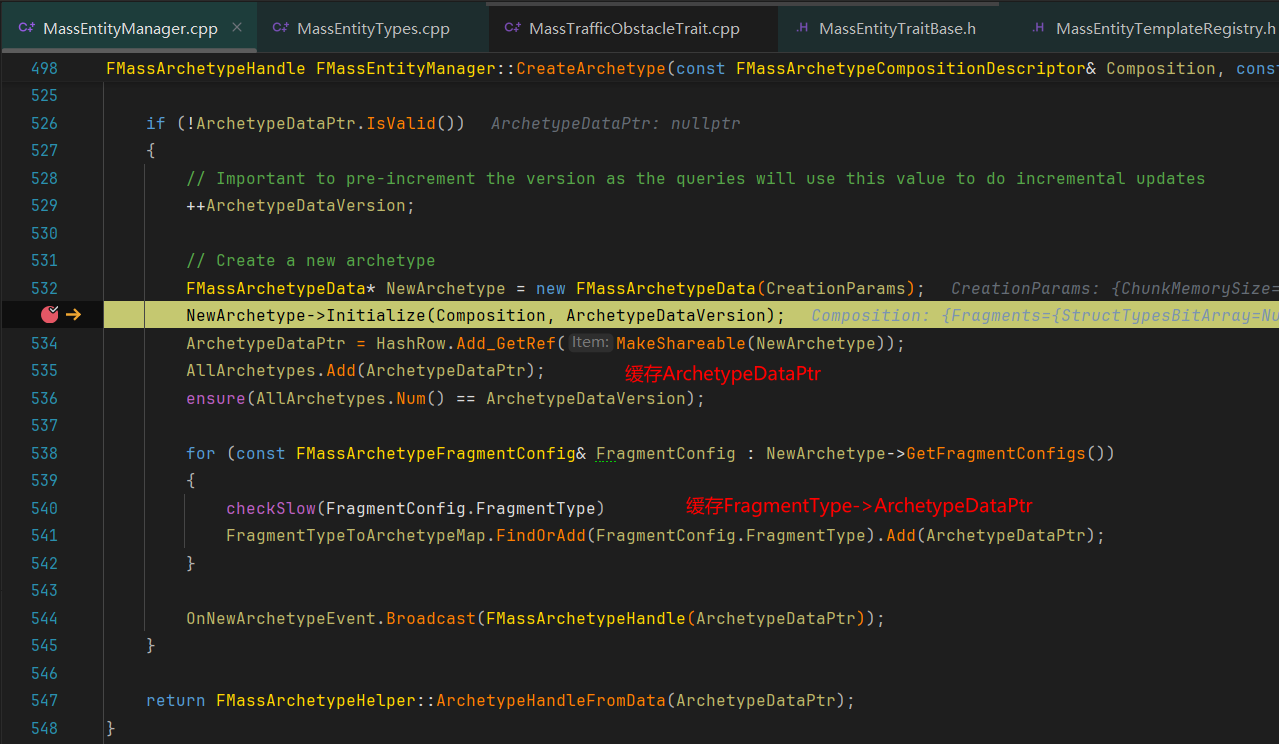 MassEntityManager.cpp × MassEntityTypes.cpp MassTrafficObstacleTrait.cpp .H MassEntityTraitBase.h .H MassEntityTemplateRegistry.h
498 FMassArchetypeHandle FMassEntityManager::CreateArchetype(const FMassArchetypeCompositionDescriptor& Composition, const
525
526 if (!ArchetypeDataPtr.IsValid()) ArchetypeDataPtr: nullptr
527 {
528 // Important to pre-increment the version as the queries will use this value to do incremental updates
529 ++ArchetypeDataVersion;
530
531 // Create a new archetype
532 FMassArchetypeData* NewArchetype = new FMassArchetypeData(CreationParams); CreationParams: {ChunkMemorySize=
NewArchetype->Initialize(Composition, ArchetypeDataVersion); Composition: {Fragments={StructTypesBitArray=Nu
534 ArchetypeDataPtr = HashRow.Add_GetRef(Item: MakeShareable(NewArchetype));
535 AllArchetypes.Add(ArchetypeDataPtr); 缓存ArchetypeDataPtr
536 ensure(AllArchetypes.Num() == ArchetypeDataVersion);
537
538 for (const FMassArchetypeFragmentConfig& FragmentConfig : NewArchetype->GetFragmentConfigs())
539 {
540 checkSlow(FragmentConfig.FragmentType) 缓存FragmentType->ArchetypeDataPtr
541 FragmentTypeToArchetypeMap.FindOrAdd(FragmentConfig.FragmentType).Add(ArchetypeDataPtr);
542 }
543
544 OnNewArchetypeEvent.Broadcast(FMassArchetypeHandle(ArchetypeDataPtr));
545 }
546
547 return FMassArchetypeHelper::ArchetypeHandleFromData(ArchetypeDataPtr);
548 }